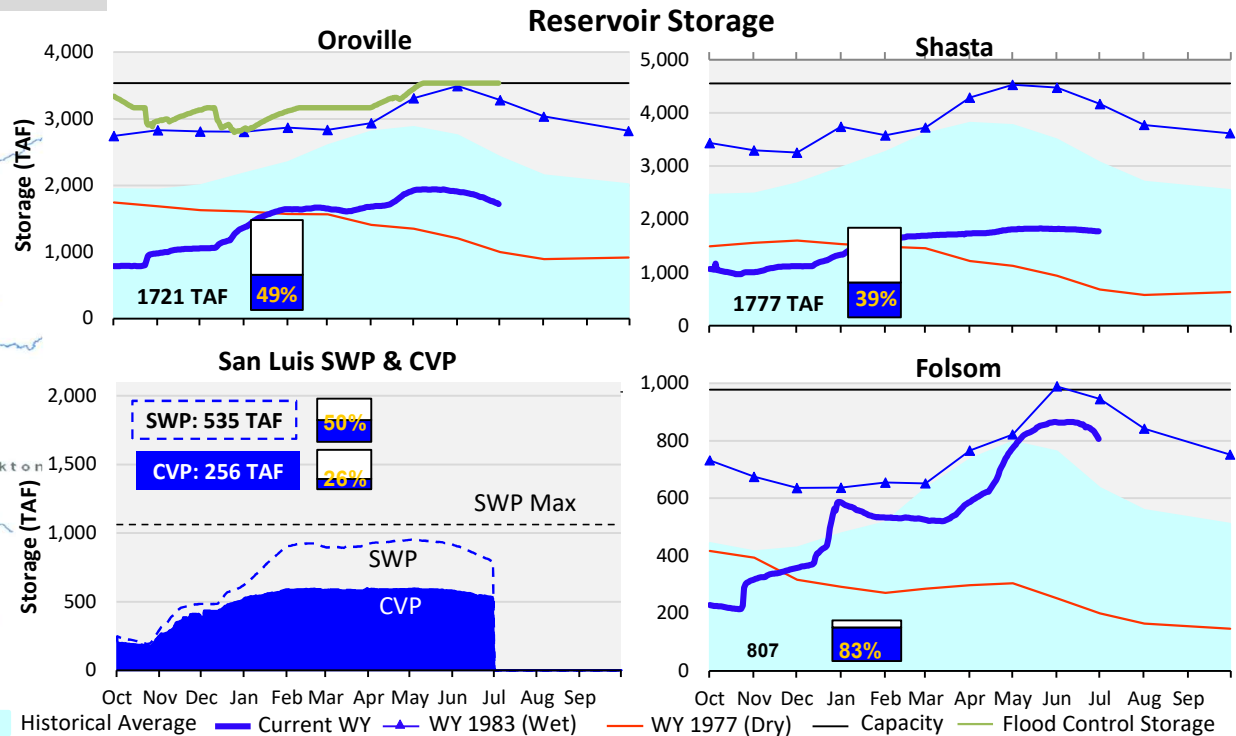 Reservoir Storage
Oroville
4,000
3,000
2,000
1,000
0
Storage (TAF)
1721 TAF
49%
Shasta
5,000
4,000
3,000
2,000
1,000
0
1777 TAF
39%
San Luis SWP & CVP
2,000
1,500
1,000
500
0
Storage (TAF)
SWP: 535 TAF
50%
CVP: 256 TAF
26%
SWP Max
SWP
CVP
Oct Nov Dec Jan Feb Mar Apr May Jun Jul Aug Sep
Folsom
1,000
800
600
400
200
0
807
83%
Oct Nov Dec Jan Feb Mar Apr May Jun Jul Aug Sep
kton
Historical Average Current WY WY 1983 (Wet) WY 1977 (Dry) Capacity Flood Control Storage